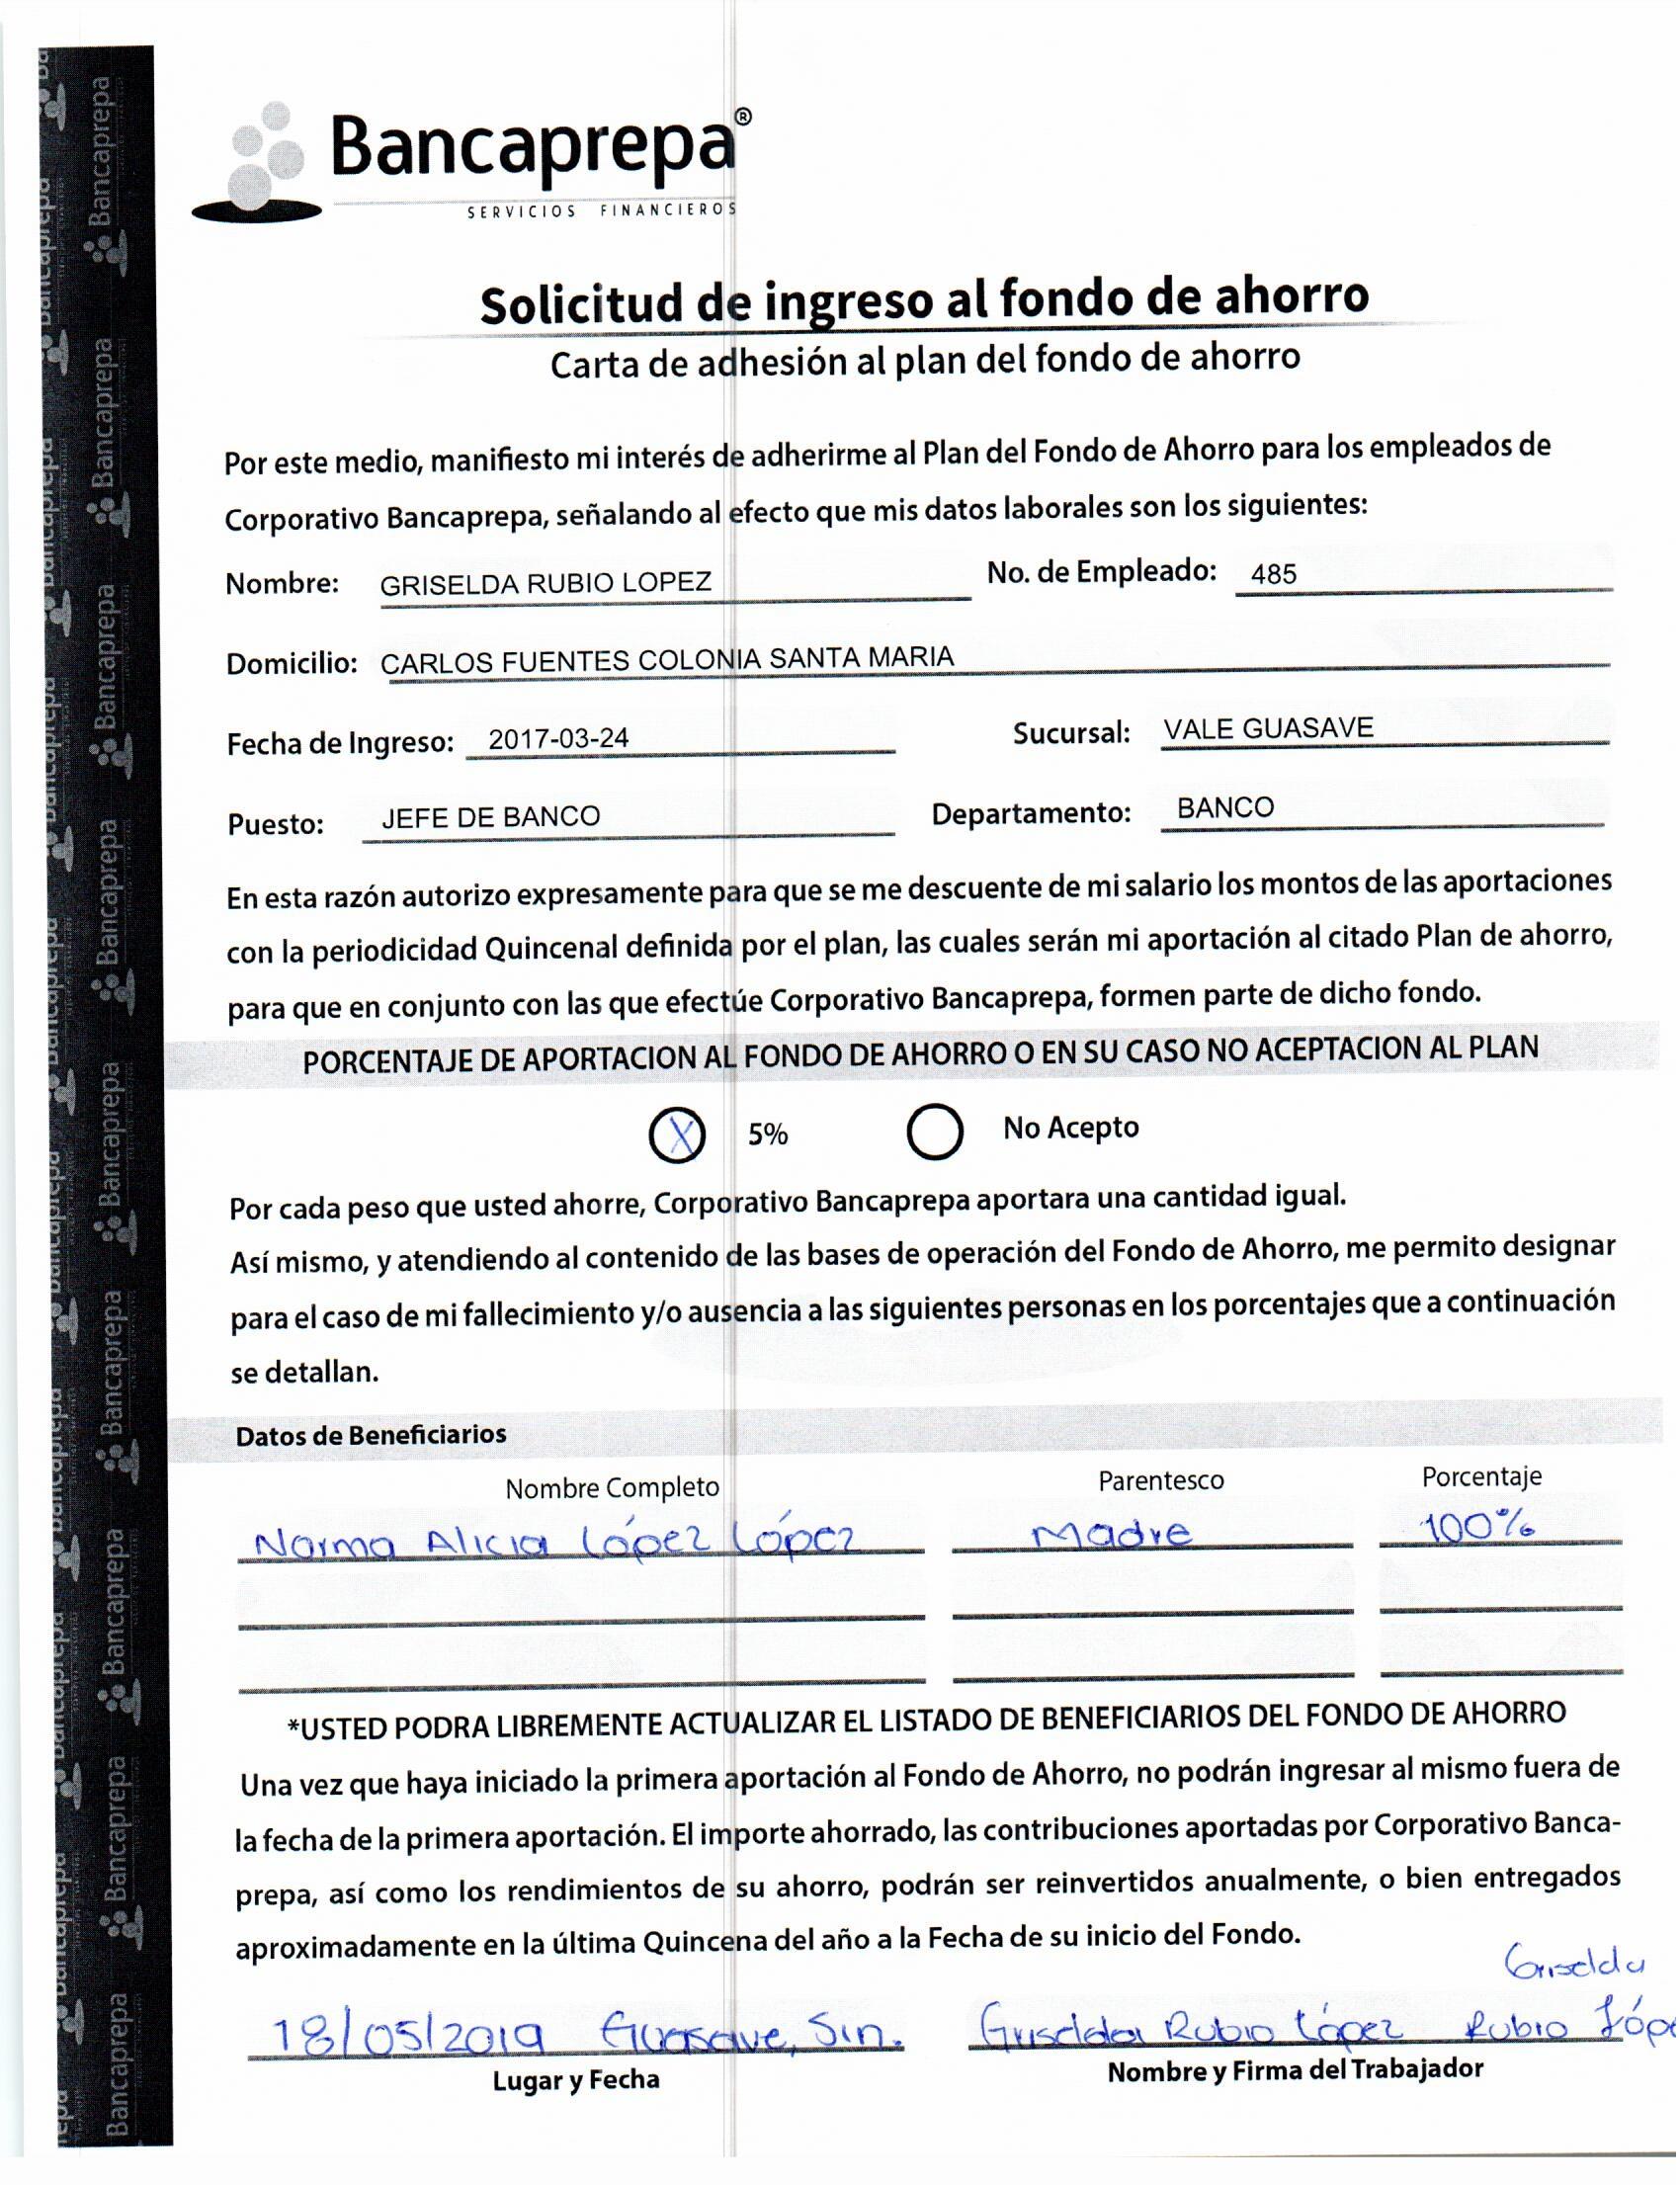 Bancaprepa®
SERVICIOS FINANCIEROS
Solicitud de ingreso al fondo de ahorro
Carta de adhesión al plan del fondo de ahorro
Por este medio, manifiesto mi interés de adherirme al Plan del Fondo de Ahorro para los empleados de
Corporativo Bancaprepa, señalando al efecto que mis datos laborales son los siguientes:
Nombre: GRISELDA RUBIO LOPEZ No. de Empleado: 485
Domicilio: CARLOS FUENTES COLONIA SANTA MARIA
Fecha de Ingreso: 2017-03-24 Sucursal: VALE GUASAVE
Puesto: JEFE DE BANCO Departamento: BANCO
En esta razón autorizo expresamente para que se me descuente de mi salario los montos de las aportaciones
con la periodicidad Quincenal definida por el plan, las cuales serán mi aportación al citado Plan de ahorro,
para que en conjunto con las que efectúe Corporativo Bancaprepa, formen parte de dicho fondo.
PORCENTAJE DE APORTACION AL FONDO DE AHORRO O EN SU CASO NO ACEPTACION AL PLAN
X 5% No Acepto
Por cada peso que usted ahorre, Corporativo Bancaprepa aportara una cantidad igual.
Así mismo, y atendiendo al contenido de las bases de operación del Fondo de Ahorro, me permito designar
para el caso de mi fallecimiento y/o ausencia a las siguientes personas en los porcentajes que a continuación
se detallan.
Datos de Beneficiarios
Nombre Completo Parentesco Porcentaje
Norma Alicia López López Madre 100%
*USTED PODRA LIBREMENTE ACTUALIZAR EL LISTADO DE BENEFICIARIOS DEL FONDO DE AHORRO
Una vez que haya iniciado la primera aportación al Fondo de Ahorro, no podrán ingresar al mismo fuera de
la fecha de la primera aportación. El importe ahorrado, las contribuciones aportadas por Corporativo Banca-
prepa, así como los rendimientos de su ahorro, podrán ser reinvertidos anualmente, o bien entregados
aproximadamente en la última Quincena del año a la Fecha de su inicio del Fondo.
Griselda
18/05/2019 Guasave, Sin. Griselda Rubio López Rubio Lópe
Lugar y Fecha Nombre y Firma del Trabajador